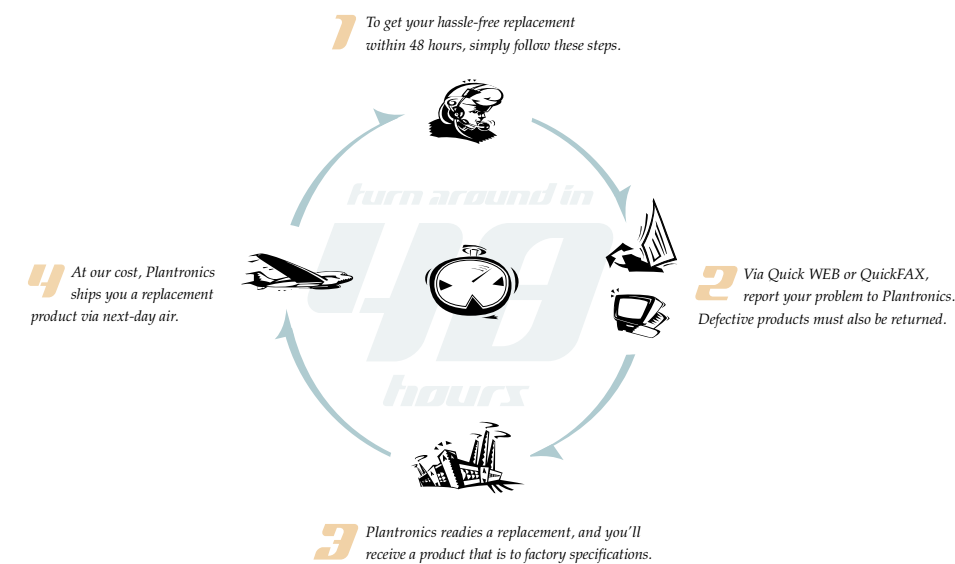 1 To get your hassle-free replacement
within 48 hours, simply follow these steps.
turn around in
48
hours
2 Via Quick WEB or QuickFAX,
report your problem to Plantronics.
Defective products must also be returned.
3 Plantronics readies a replacement, and you'll
receive a product that is to factory specifications.
4 At our cost, Plantronics
ships you a replacement
product via next-day air.